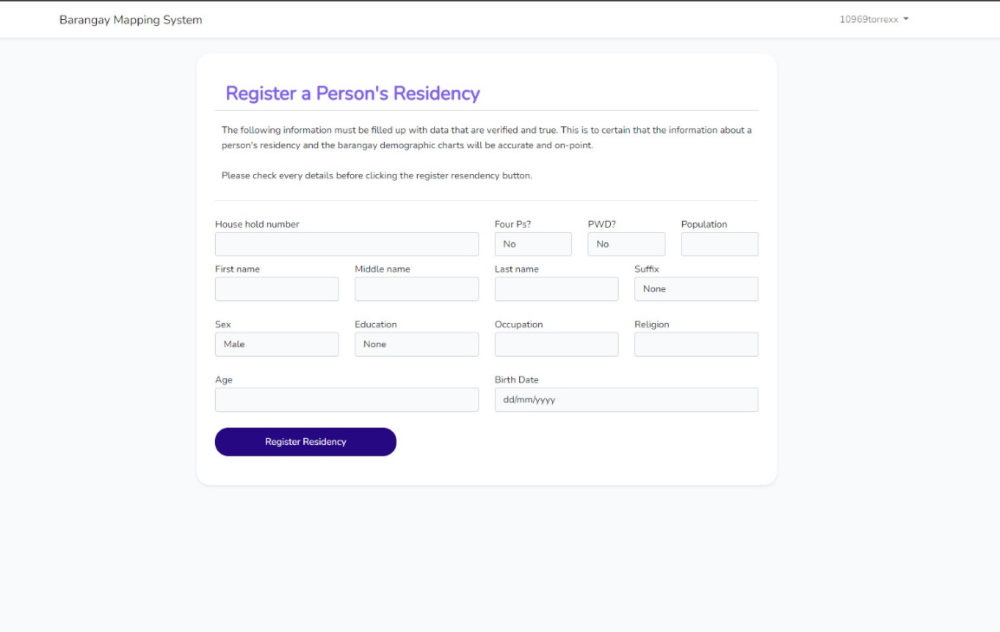 Barangay Mapping System
10969torrexx
Register a Person's Residency
The following information must be filled up with data that are verified and true. This is to certain that the information about a
person's residency and the barangay demographic charts will be accurate and on-point.
Please check every details before clicking the register resendency button.
House hold number
Four Ps?
PWD?
Population
No
No
First name
Middle name
Last name
Suffix
None
Sex
Education
Occupation
Religion
Male
None
Age
Birth Date
dd/mm/yyyy
Register Residency